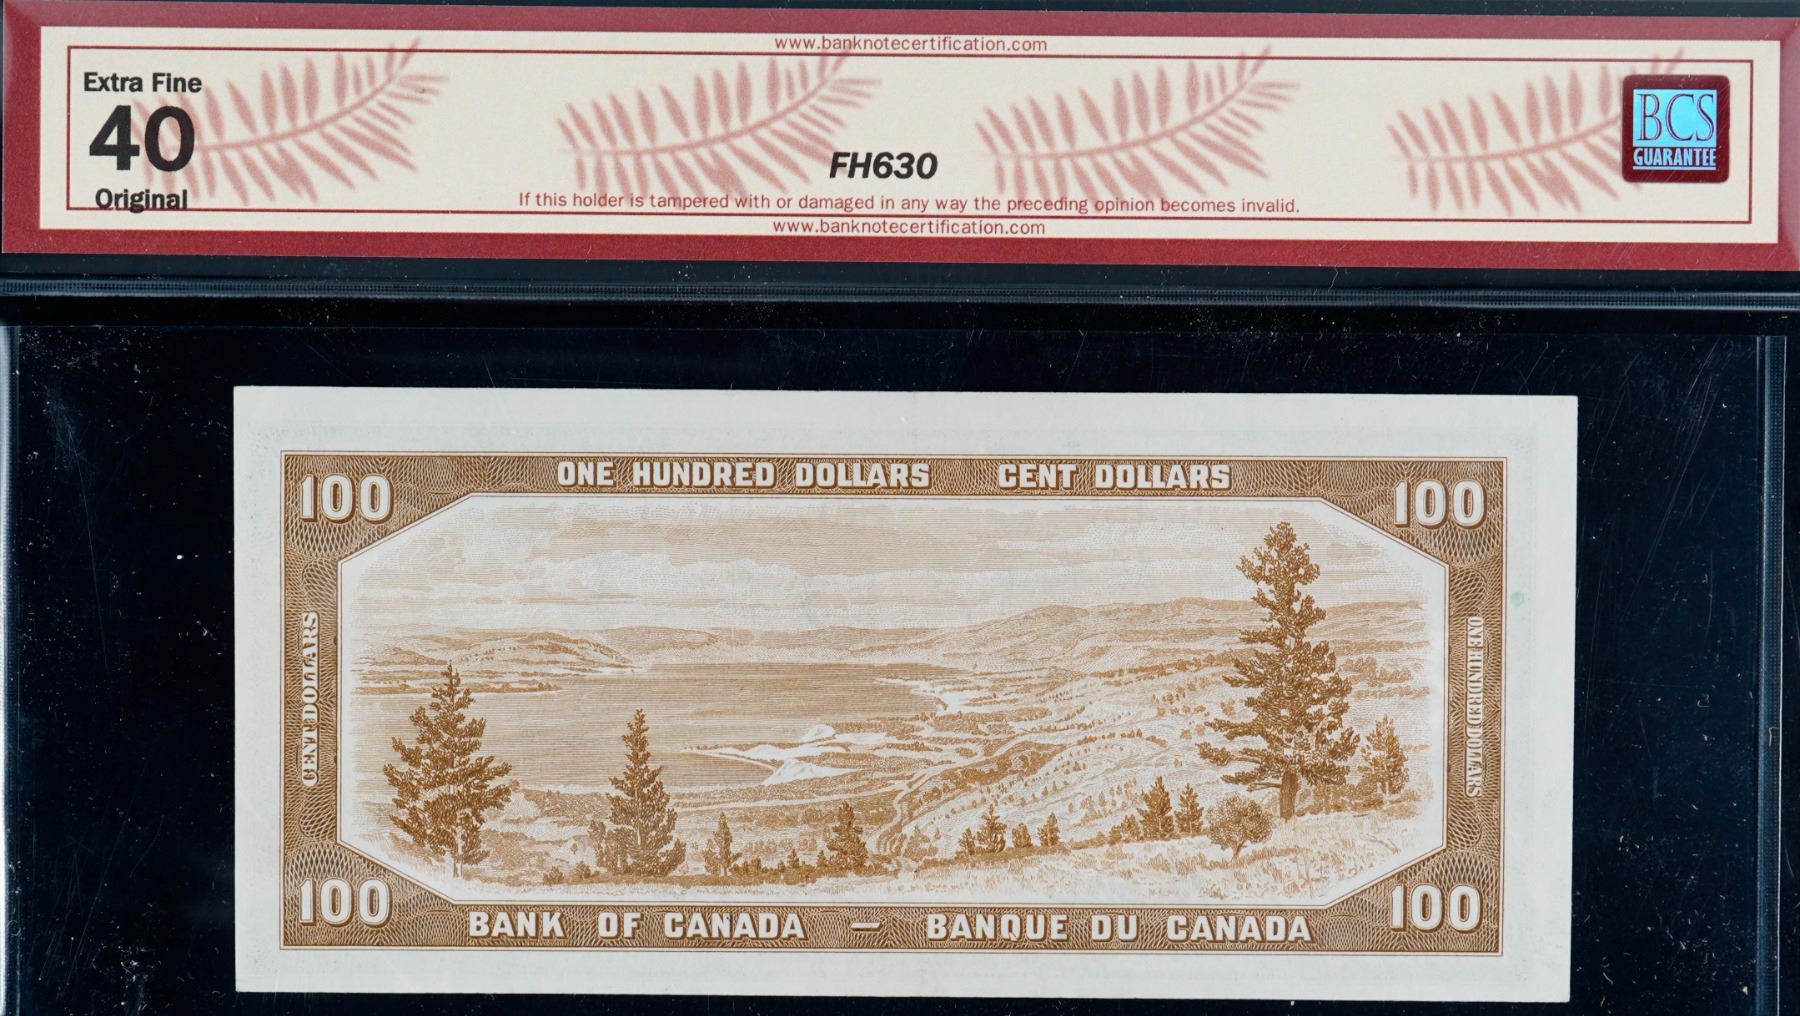 www.banknotecertification.com
Extra Fine
40
Original
FH630
BCS
GUARANTEE
If this holder is tampered with or damaged in any way the preceding opinion becomes invalid.
www.banknotecertification.com
ONE HUNDRED DOLLARS CENT DOLLARS
100
100
CENT DOLLARS
ONE HUNDRED DOLLARS
100
100
BANK OF CANADA — BANQUE DU CANADA